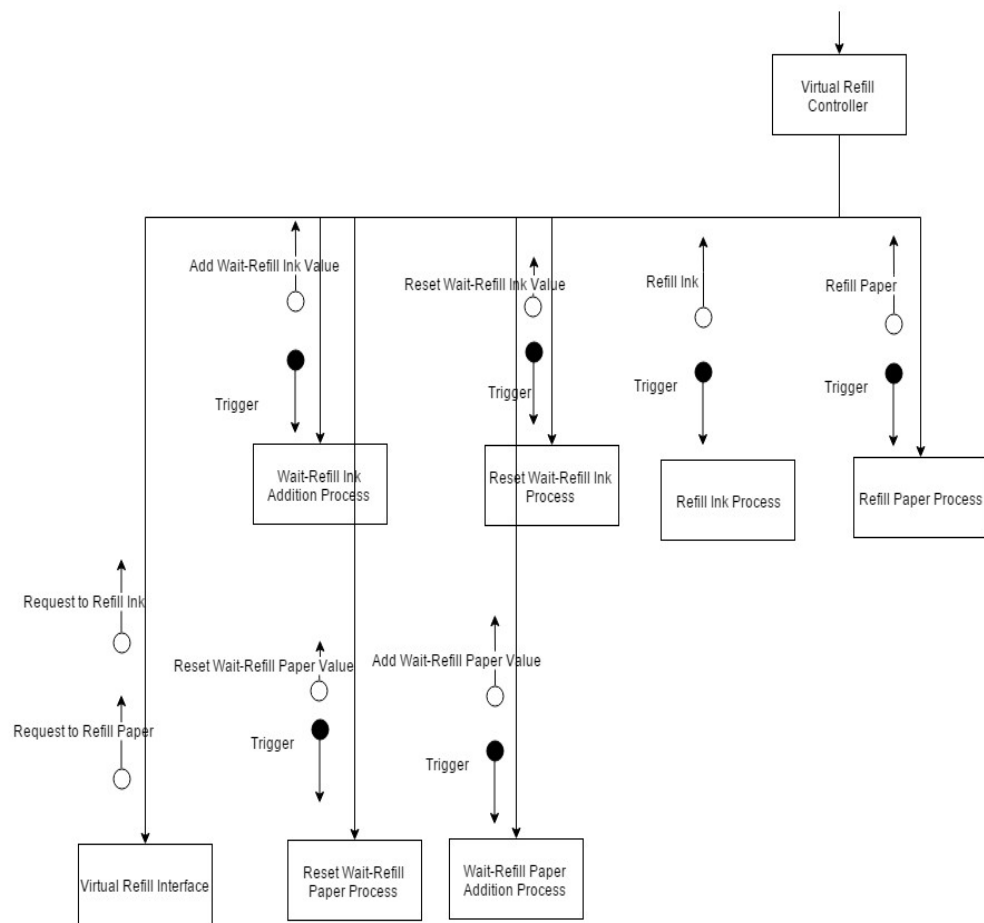 Virtual Refill
Controller
Add Wait-Refill Ink Value
Reset Wait-Refill Ink Value
Refill Ink
Refill Paper
Trigger
Trigger
Trigger
Trigger
Wait-Refill Ink
Addition Process
Reset Wait-Refill Ink
Process
Refill Ink Process
Refill Paper Process
Request to Refill Ink
Reset Wait-Refill Paper Value
Add Wait-Refill Paper Value
Request to Refill Paper
Trigger
Trigger
Virtual Refill Interface
Reset Wait-Refill
Paper Process
Wait-Refill Paper
Addition Process